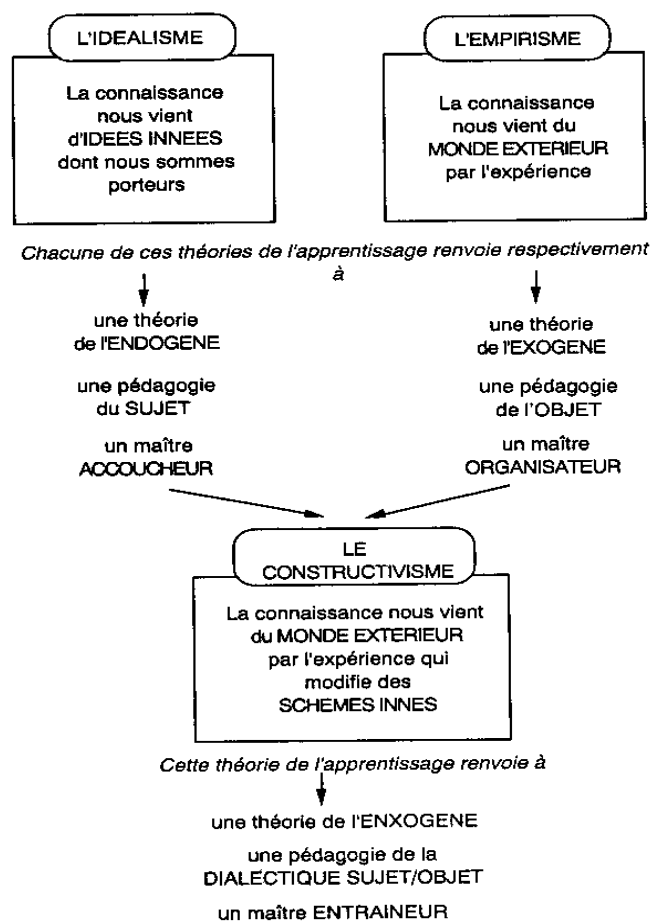 L'IDEALISME
La connaissance
nous vient
d'IDEES INNEES
dont nous sommes
porteurs
L'EMPIRISME
La connaissance
nous vient du
MONDE EXTERIEUR
par l'expérience
Chacune de ces théories de l'apprentissage renvoie respectivement
à
une théorie
de l'ENDOGENE
une pédagogie
du SUJET
un maître
ACCOUCHEUR
une théorie
de l'EXOGENE
une pédagogie
de l'OBJET
un maître
ORGANISATEUR
LE
CONSTRUCTIVISME
La connaissance nous vient
du MONDE EXTERIEUR
par l'expérience qui
modifie des
SCHEMES INNES
Cette théorie de l'apprentissage renvoie à
une théorie de l'ENXOGENE
une pédagogie de la
DIALECTIQUE SUJET/OBJET
un maître ENTRAINEUR